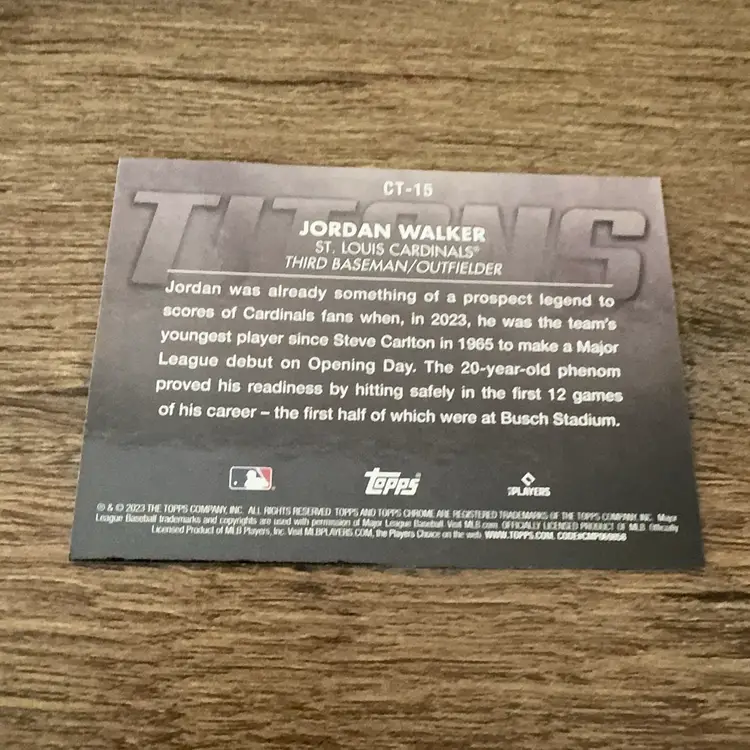 CT-15
TITANS
JORDAN WALKER
ST. LOUIS CARDINALS®
THIRD BASEMAN/OUTFIELDER
Jordan was already something of a prospect legend to
scores of Cardinals fans when, in 2023, he was the team's
youngest player since Steve Carlton in 1965 to make a Major
League debut on Opening Day. The 20-year-old phenom
proved his readiness by hitting safely in the first 12 games
of his career – the first half of which were at Busch Stadium.
Topps
PLAYERS
® & © 2023 THE TOPPS COMPANY, INC. ALL RIGHTS RESERVED. TOPPS AND TOPPS CHROME ARE REGISTERED TRADEMARKS OF THE TOPPS COMPANY, INC. Major
League Baseball trademarks and copyrights are used with permission of Major League Baseball. Visit MLB.com. OFFICIALLY LICENSED PRODUCT OF MLB. Officially
Licensed Product of MLB Players, Inc. Visit MLBPLAYERS.COM, the Players Choice on the web. WWW.TOPPS.COM. CODE#CMP069856